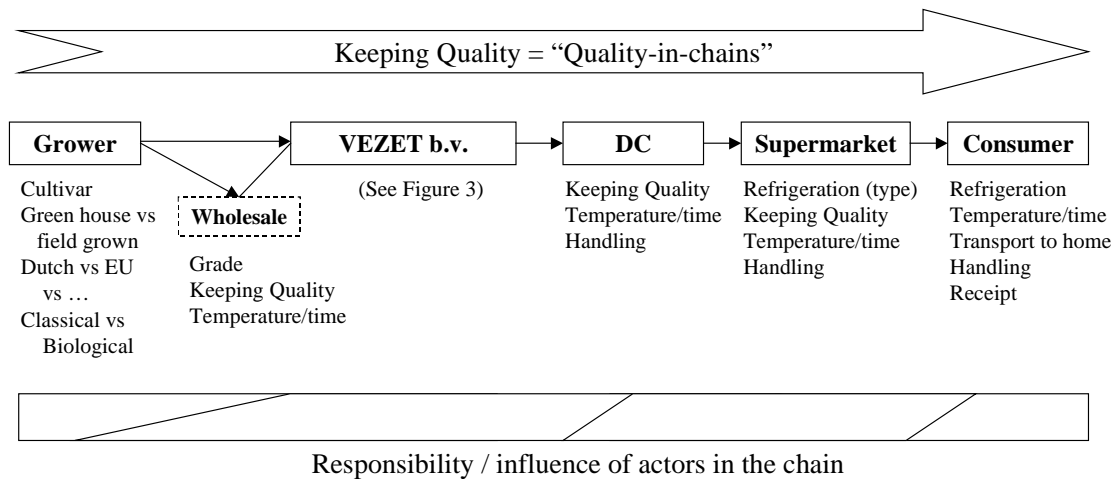 Keeping Quality = “Quality-in-chains”
Grower
VEZET b.v.
DC
Supermarket
Consumer
Cultivar
Green house vs
field grown
Dutch vs EU
vs …
Classical vs
Biological
Wholesale
Grade
Keeping Quality
Temperature/time
(See Figure 3)
Keeping Quality
Temperature/time
Handling
Refrigeration (type)
Keeping Quality
Temperature/time
Handling
Refrigeration
Temperature/time
Transport to home
Handling
Receipt
Responsibility / influence of actors in the chain